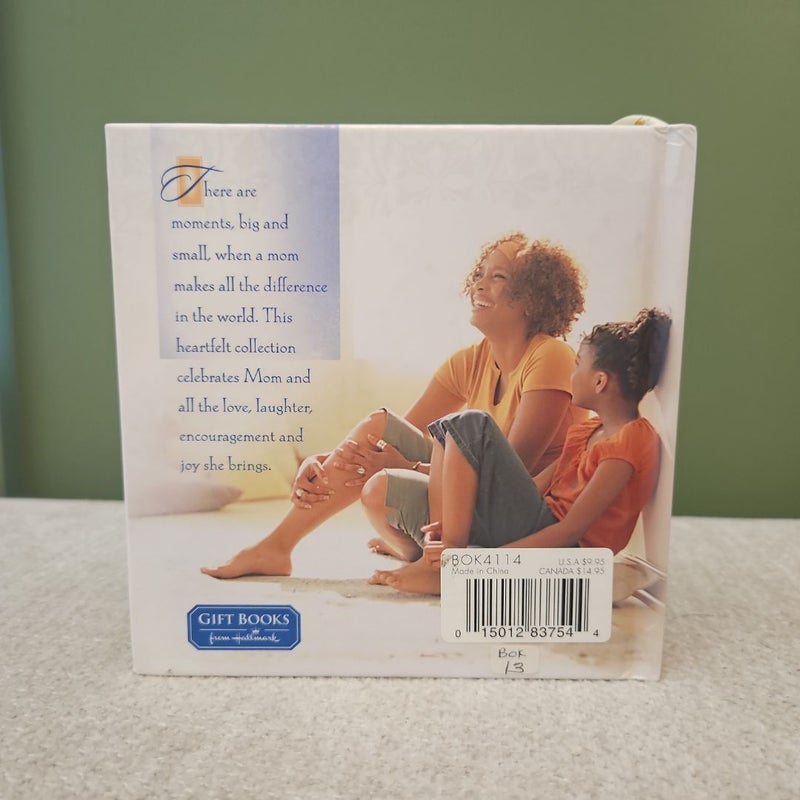 There are
moments, big and
small, when a mom
makes all the difference
in the world. This
heartfelt collection
celebrates Mom and
all the love, laughter,
encouragement and
joy she brings.
GIFT BOOKS
from Hallmark
BOK4114
Made in China
U.S.A $9.95
CANADA $14.95
0 15012 83754 4
BOK
13